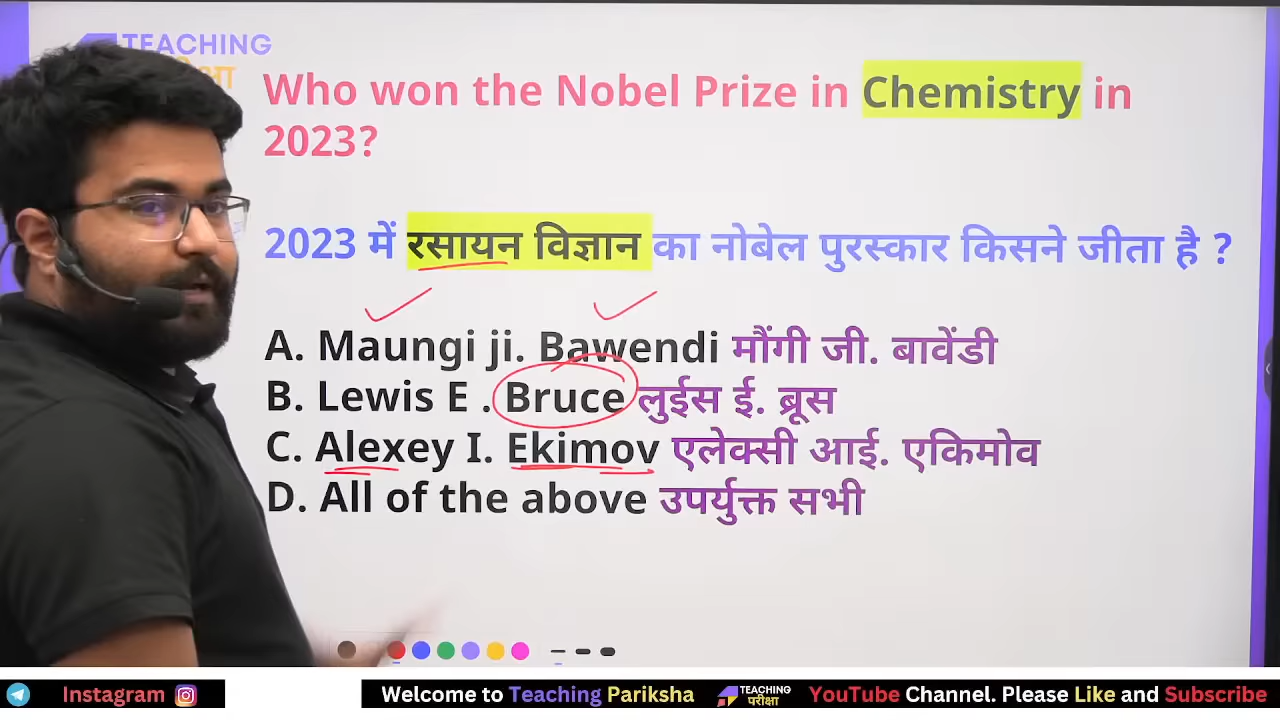 TEACHING
Who won the Nobel Prize in Chemistry in
2023?
2023 में रसायन विज्ञान का नोबेल पुरस्कार किसने जीता है ?
A. Maungi ji. Bawendi मौंगी जी. बावेंडी
B. Lewis E . Bruce लुईस ई. ब्रूस
C. Alexey I. Ekimov एलेक्सी आई. एकिमोव
D. All of the above उपर्युक्त सभी
Instagram
Welcome to Teaching Pariksha
TEACHING
परीक्षा
YouTube Channel. Please Like and Subscribe